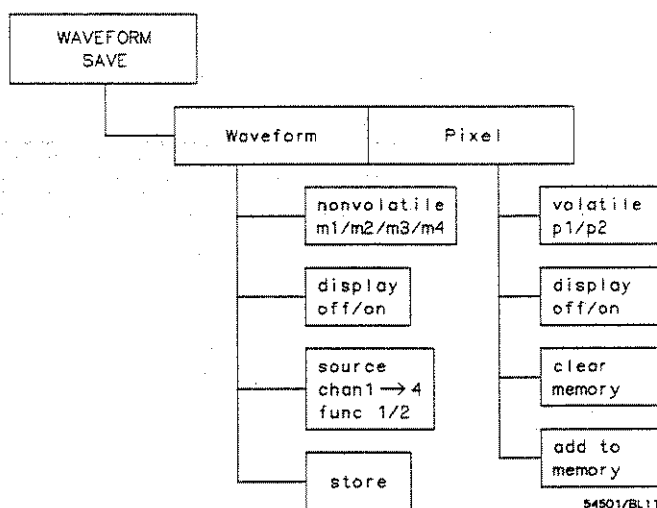 WAVEFORM
SAVE
Waveform
Pixel
nonvolatile
m1/m2/m3/m4
display
off/on
source
chan1 → 4
func 1/2
store
volatile
p1/p2
display
off/on
clear
memory
add to
memory
54501/BL11